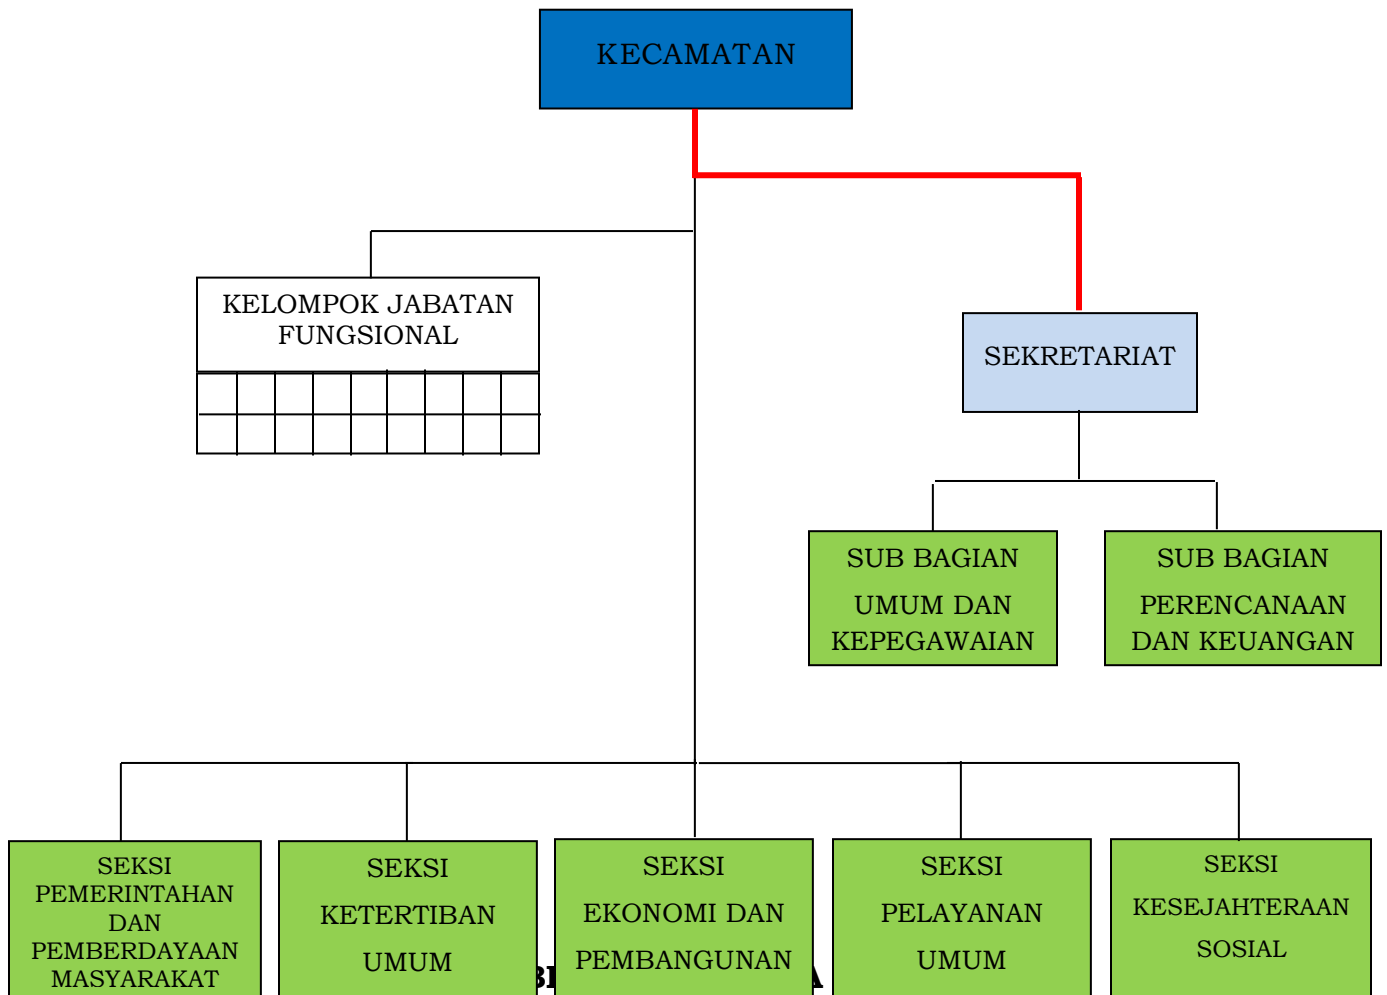 KECAMATAN
KELOMPOK JABATAN
FUNGSIONAL
SEKRETARIAT
SUB BAGIAN
UMUM DAN
KEPEGAWAIAN
SUB BAGIAN
PERENCANAAN
DAN KEUANGAN
SEKSI
PEMERINTAHAN
DAN
PEMBERDAYAAN
MASYARAKAT
SEKSI
KETERTIBAN
UMUM
SEKSI
EKONOMI DAN
PEMBANGUNAN
SEKSI
PELAYANAN
UMUM
SEKSI
KESEJAHTERAAN
SOSIAL